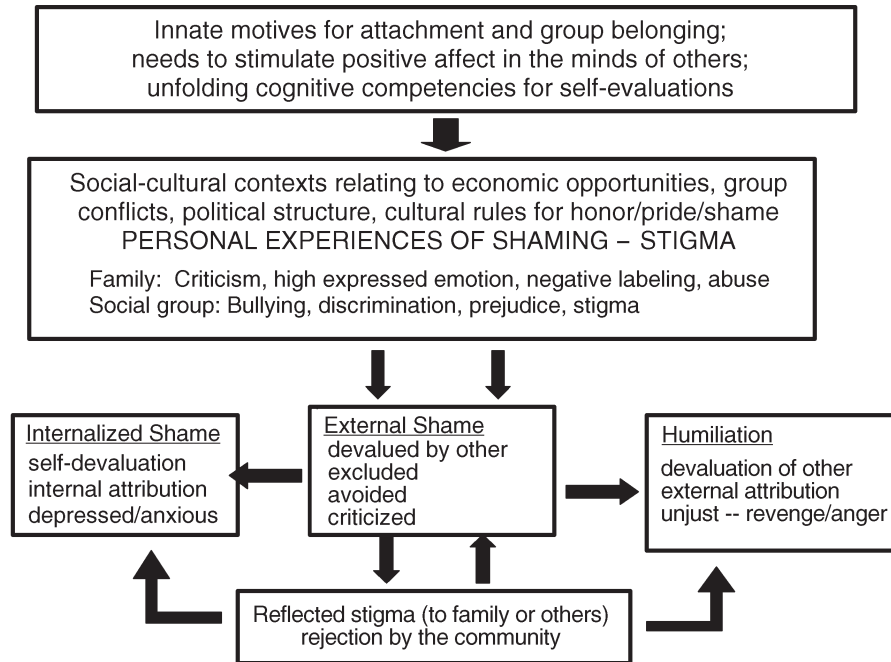 Innate motives for attachment and group belonging;
needs to stimulate positive affect in the minds of others;
unfolding cognitive competencies for self-evaluations
Social-cultural contexts relating to economic opportunities, group
conflicts, political structure, cultural rules for honor/pride/shame
PERSONAL EXPERIENCES OF SHAMING – STIGMA
Family: Criticism, high expressed emotion, negative labeling, abuse
Social group: Bullying, discrimination, prejudice, stigma
Internalized Shame
self-devaluation
internal attribution
depressed/anxious
External Shame
devalued by other
excluded
avoided
criticized
Humiliation
devaluation of other
external attribution
unjust -- revenge/anger
Reflected stigma (to family or others)
rejection by the community